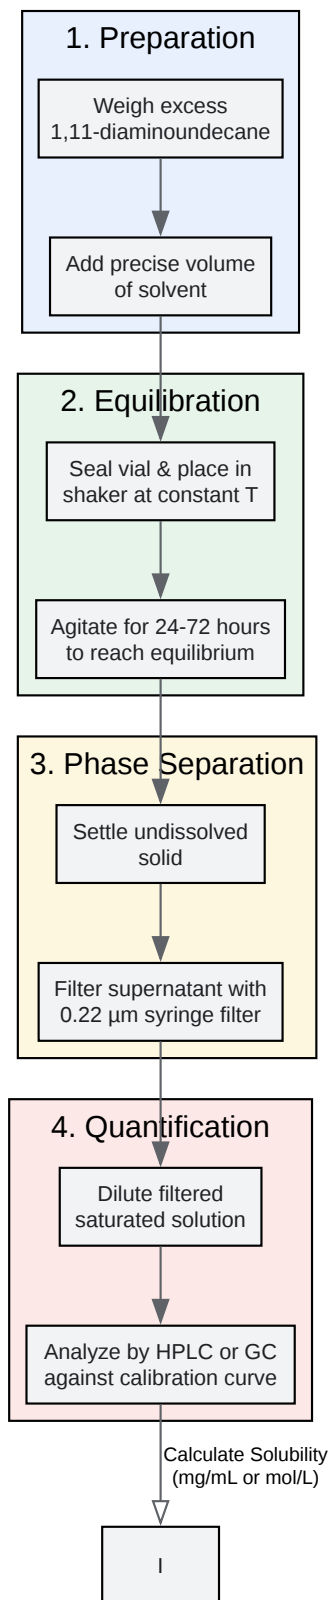 1. Preparation
Weigh excess
1,11-diaminoundecane
Add precise volume
of solvent
2. Equilibration
Seal vial & place in
shaker at constant T
Agitate for 24-72 hours
to reach equilibrium
3. Phase Separation
Settle undissolved
solid
Filter supernatant with
0.22 µm syringe filter
4. Quantification
Dilute filtered
saturated solution
Analyze by HPLC or GC
against calibration curve
Calculate Solubility
(mg/mL or mol/L)
I